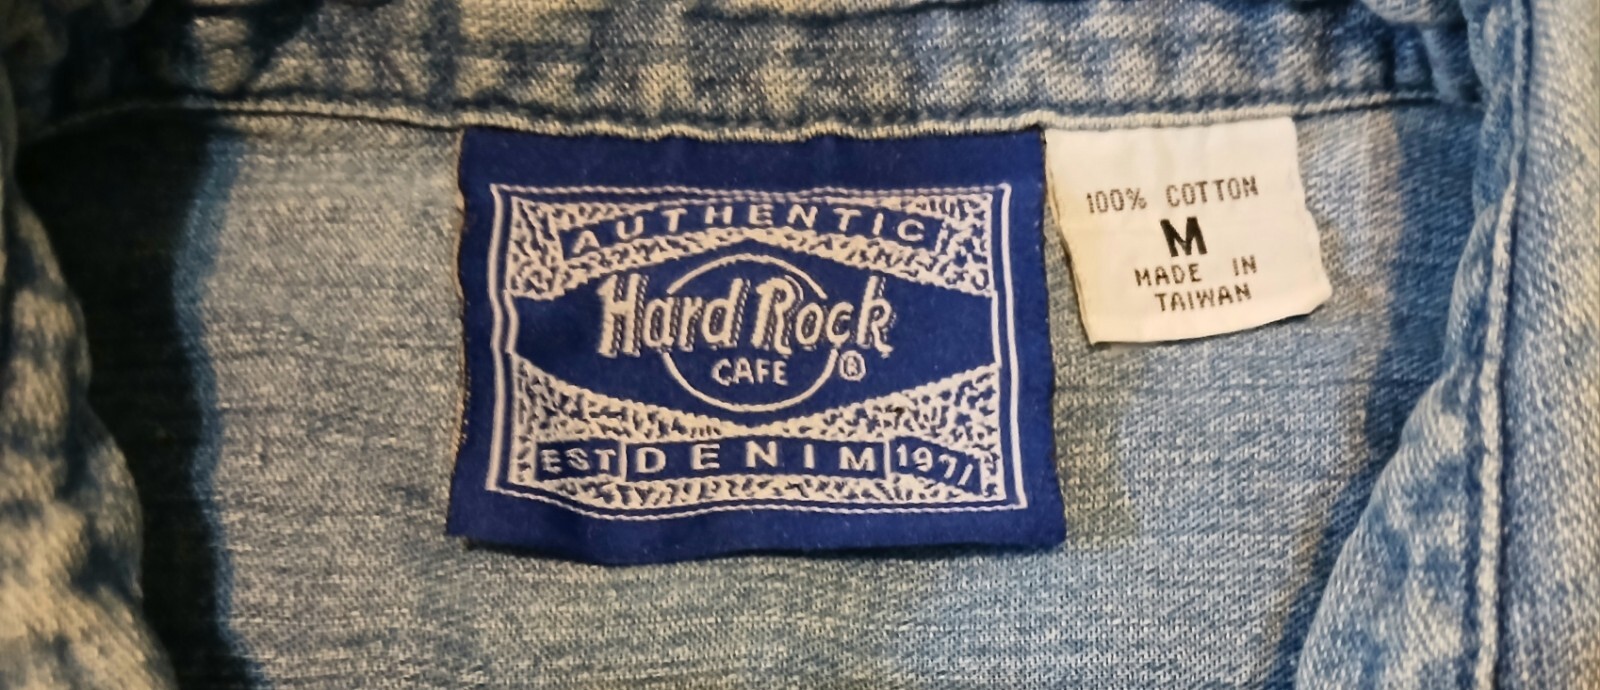 AUTHENTIC
Hard Rock
CAFE ®
EST DENIM 1971
100% COTTON
M
MADE IN
TAIWAN